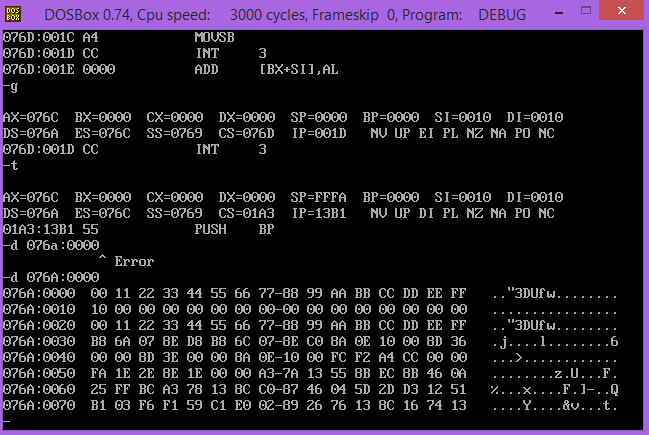 DOSBox 0.74, Cpu speed:    3000 cycles, Frameskip  0, Program:   DEBUG
076D:001C A4            MOVSB
076D:001D CC            INT     3
076D:001E 0000          ADD     [BX+SI],AL
-g
AX=076C  BX=0000  CX=0000  DX=0000  SP=0000  BP=0000  SI=0010  DI=0010
DS=076A  ES=076C  SS=0769  CS=076D  IP=001D   NV UP EI PL NZ NA PO NC
076D:001D CC            INT     3
-t
AX=076C  BX=0000  CX=0000  DX=0000  SP=FFFA  BP=0000  SI=0010  DI=0010
DS=076A  ES=076C  SS=0769  CS=01A3  IP=13B1   NV UP DI PL NZ NA PO NC
01A3:13B1 55            PUSH    BP
-d 076a:0000
^ Error
-d 076A:0000
076A:0000  00 11 22 33 44 55 66 77-88 99 AA BB CC DD EE FF   .."3DUfw........
076A:0010  10 00 00 00 00 00 00 00-00 00 00 00 00 00 00 00   ................
076A:0020  00 11 22 33 44 55 66 77-88 99 AA BB CC DD EE FF   .."3DUfw........
076A:0030  B8 6A 07 8E D8 B8 6C 07-8E C0 8A 0E 10 00 8D 36   .j....l........6
076A:0040  00 00 8D 3E 00 00 8A 0E-10 00 FC F2 A4 CC 00 00   ...>............
076A:0050  FA 1E 2E 8E 1E 00 00 A3-7A 13 55 8B EC 8B 46 0A   ........z.U...F.
076A:0060  25 FF BC A3 78 13 8C C0-87 46 04 5D 2D D3 12 51   %...x....F.]-..Q
076A:0070  B1 03 F6 F1 59 C1 E0 02-89 26 76 13 8C 16 74 13   ....Y....&v...t.
-